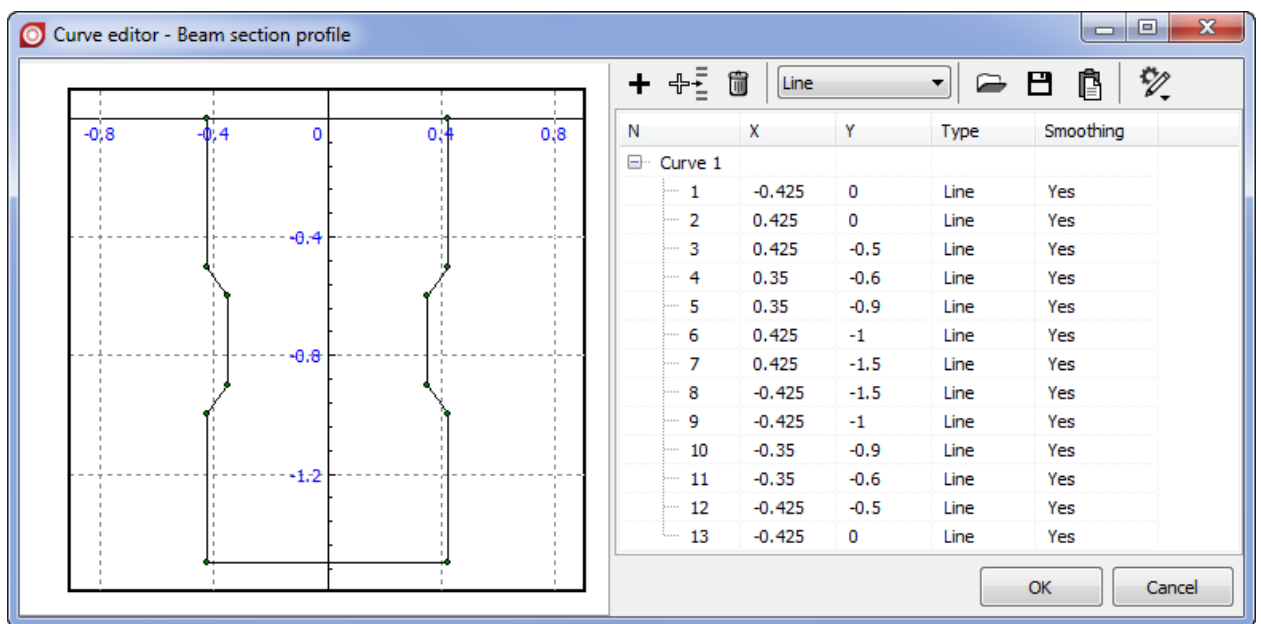 Curve editor - Beam section profile
Line
-0,8 -0,4 0 0,4 0,8
-0,4
-0,8
-1,2
N X Y Type Smoothing
Curve 1
1 -0.425 0 Line Yes
2 0.425 0 Line Yes
3 0.425 -0.5 Line Yes
4 0.35 -0.6 Line Yes
5 0.35 -0.9 Line Yes
6 0.425 -1 Line Yes
7 0.425 -1.5 Line Yes
8 -0.425 -1.5 Line Yes
9 -0.425 -1 Line Yes
10 -0.35 -0.9 Line Yes
11 -0.35 -0.6 Line Yes
12 -0.425 -0.5 Line Yes
13 -0.425 0 Line Yes
OK Cancel